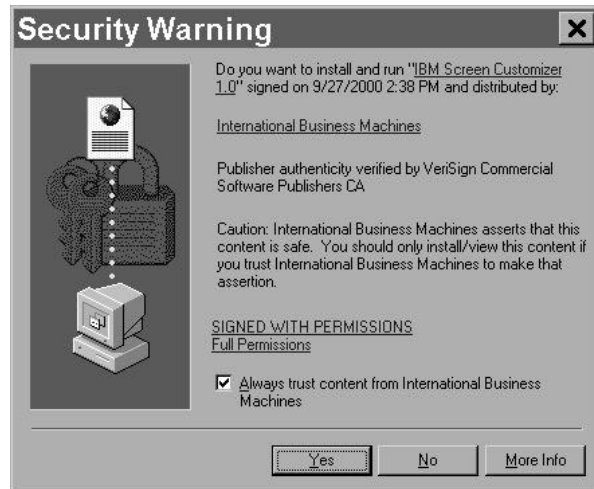 Security Warning
Do you want to install and run "IBM Screen Customizer
1.0" signed on 9/27/2000 2:38 PM and distributed by:
International Business Machines
Publisher authenticity verified by VeriSign Commercial
Software Publishers CA
Caution: International Business Machines asserts that this
content is safe. You should only install/view this content if
you trust International Business Machines to make that
assertion.
SIGNED WITH PERMISSIONS
Full Permissions
Always trust content from International Business
Machines
Yes No More Info